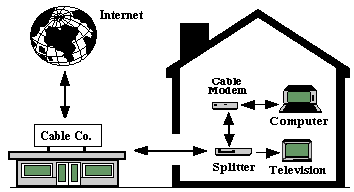 Internet
Cable Co.
Cable
Modem
Computer
Splitter
Television